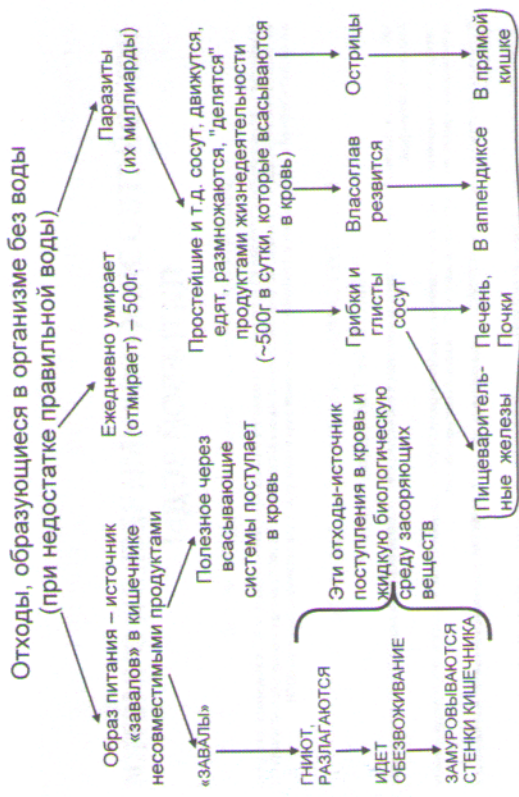 Отходы, образующиеся в организме без воды
(при недостатке правильной воды)
Образ питания – источник
«завалов» в кишечнике
несовместимыми продуктами
Ежедневно умирает
(отмирает) – 500г.
Паразиты
(их миллиарды)
«ЗАВАЛЫ»
Полезное через
всасывающие
системы поступает
в кровь
Простейшие и т.д. сосут, движутся,
едят, размножаются, "делятся"
продуктами жизнедеятельности
(~500г в сутки, которые всасываются
в кровь)
ГНИЮТ,
РАЗЛАГАЮТСЯ
ИДЕТ
ОБЕЗВОЖИВАНИЕ
ЗАМУРОВЫВАЮТСЯ
СТЕНКИ КИШЕЧНИКА
Эти отходы-источник
поступления в кровь и
жидкую биологическую
среду засоряющих
веществ
Грибки и
глисты
сосут
Власоглав
резвится
Острицы
Пищеваритель-
ные железы
Печень,
Почки
В аппендиксе
В прямой
кишке